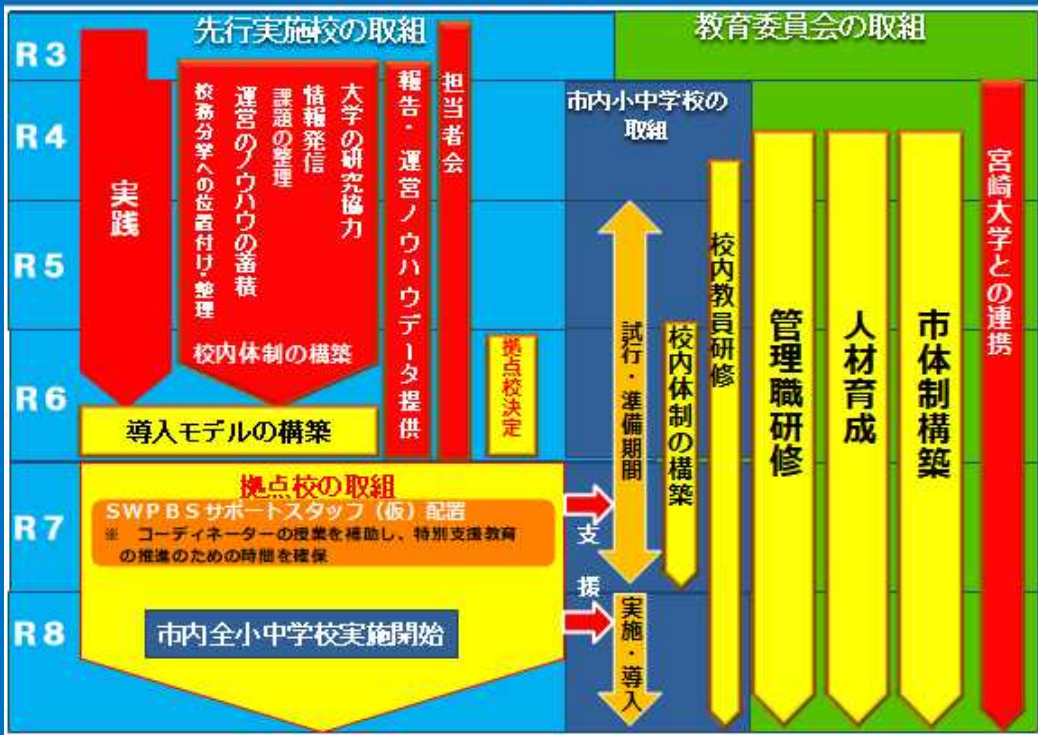 先行実施校の取組
教育委員会の取組
R3
R4
R5
R6
R7
R8
実践
校務分学への位置付け・整理
運営のノウハウの蓄積
課題の整理
情報発信
大学の研究協力
校内体制の構築
報告・運営ノウハウデータ提供
担当者会
導入モデルの構築
拠点校決定
市内小中学校の
取組
試行・準備期間
校内体制の構築
校内教員研修
管理職研修
人材育成
市体制構築
宮崎大学との連携
拠点校の取組
SWPBSサポートスタッフ（仮）配置
※　コーディネーターの授業を補助し、特別支援教育
の推進のための時間を確保
支
援
市内全小中学校実施開始
実施・導入